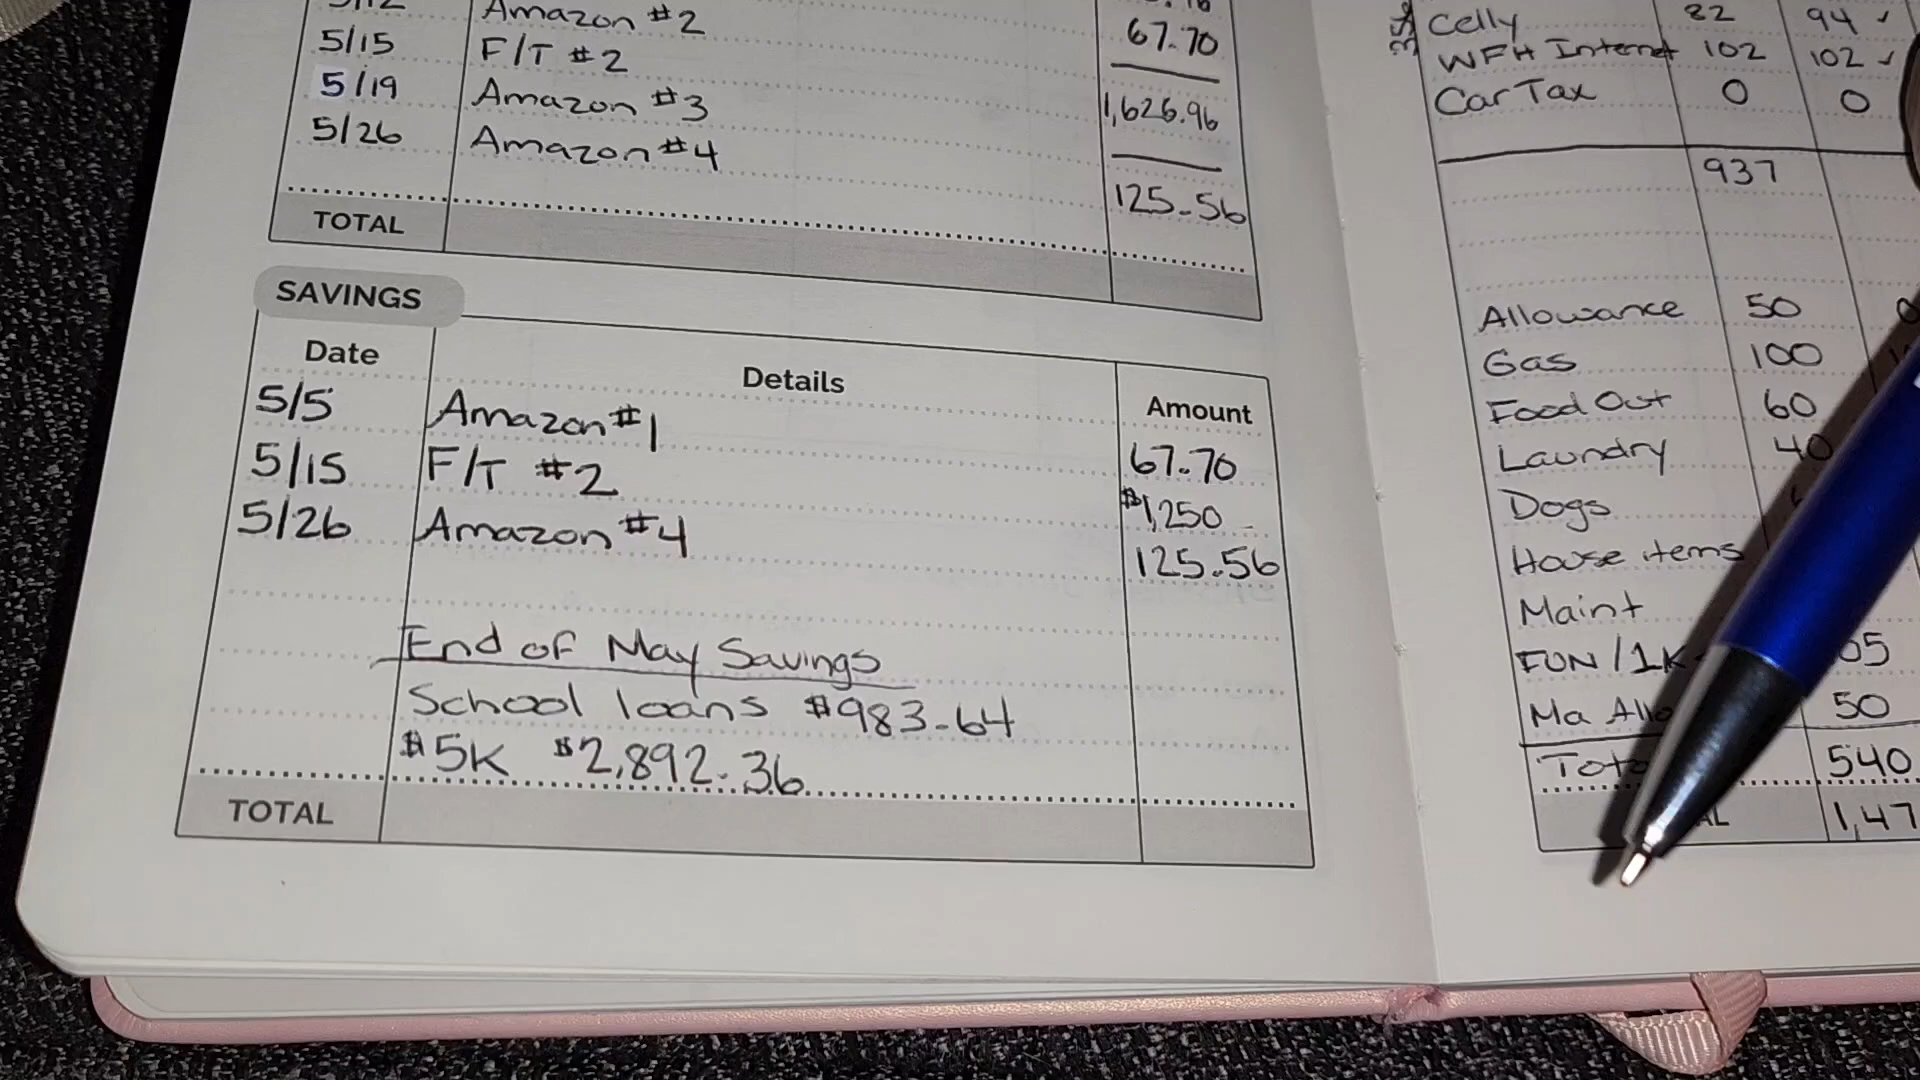 Amazon #2
5/15 F/T #2 67.70
5/19 Amazon #3 1,626.96
5/26 Amazon #4
125.56
TOTAL
SAVINGS
Date Details Amount
5/5 Amazon #1 67.70
5/15 F/T #2 $1,250
5/26 Amazon #4 125.56
End of May Savings
School loans $983.64
$5K $2,892.36
TOTAL
Celly 82 94 ✓
WFH Internet 102 102 ✓
Car Tax 0 0
937
Allowance 50
Gas 100
Food Out 60
Laundry 40
Dogs
House items
Maint
FUN/1K
Ma 50
540
1,47